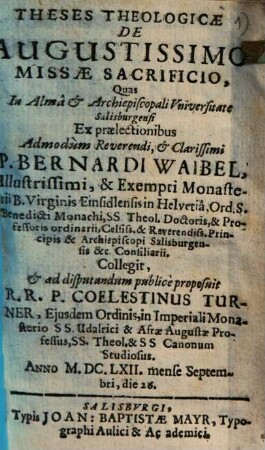 THESES THEOLOGICÆ
DE
AUGUSTISSIMO
MISSÆ SACRIFICIO,
Quas
In Almâ & Archiepiscopali Vniversitate
Salisburgensi
Ex prælectionibus
Admodum Reverendi, & Clarissimi
P. BERNARDI WAIBEL,
Illustrissimi, & Exempti Monaste-
rii B. Virginis Einsidlensis in Helvetiâ, Ord. S.
Benedicti Monachi, SS. Theol. Doctoris, & Pro-
fessoris ordinarii, Celsiss. & Reverendiss. Prin-
cipis & Archiepiscopi Salisburgen-
sis &c. Consiliarii.
Collegit,
& ad disputandum publicè proposuit
R. R. P. COELESTINUS TUR-
NER, Ejusdem Ordinis, in Imperiali Mona-
sterio SS. Udalrici & Afræ Augustæ Pro-
fessus, SS. Theol. & SS Canonum
Studiosus.
ANNO M. DC. LXII. mense Septem-
bri, die 26.
SALISBVRGI,
Typis JOAN: BAPTISTÆ MAYR, Typo-
graphi Aulici & Academici.